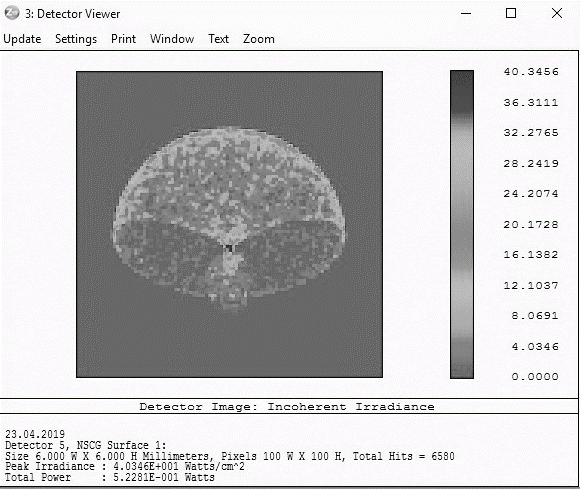 3: Detector Viewer
Update Settings Print Window Text Zoom
40.3456
36.3111
32.2765
28.2419
24.2074
20.1728
16.1382
12.1037
8.0691
4.0346
0.0000
Detector Image: Incoherent Irradiance
23.04.2019
Detector 5, NSCG Surface 1:
Size 6.000 W X 6.000 H Millimeters, Pixels 100 W X 100 H, Total Hits = 6580
Peak Irradiance : 4.0346E+001 Watts/cm^2
Total Power : 5.2281E-001 Watts